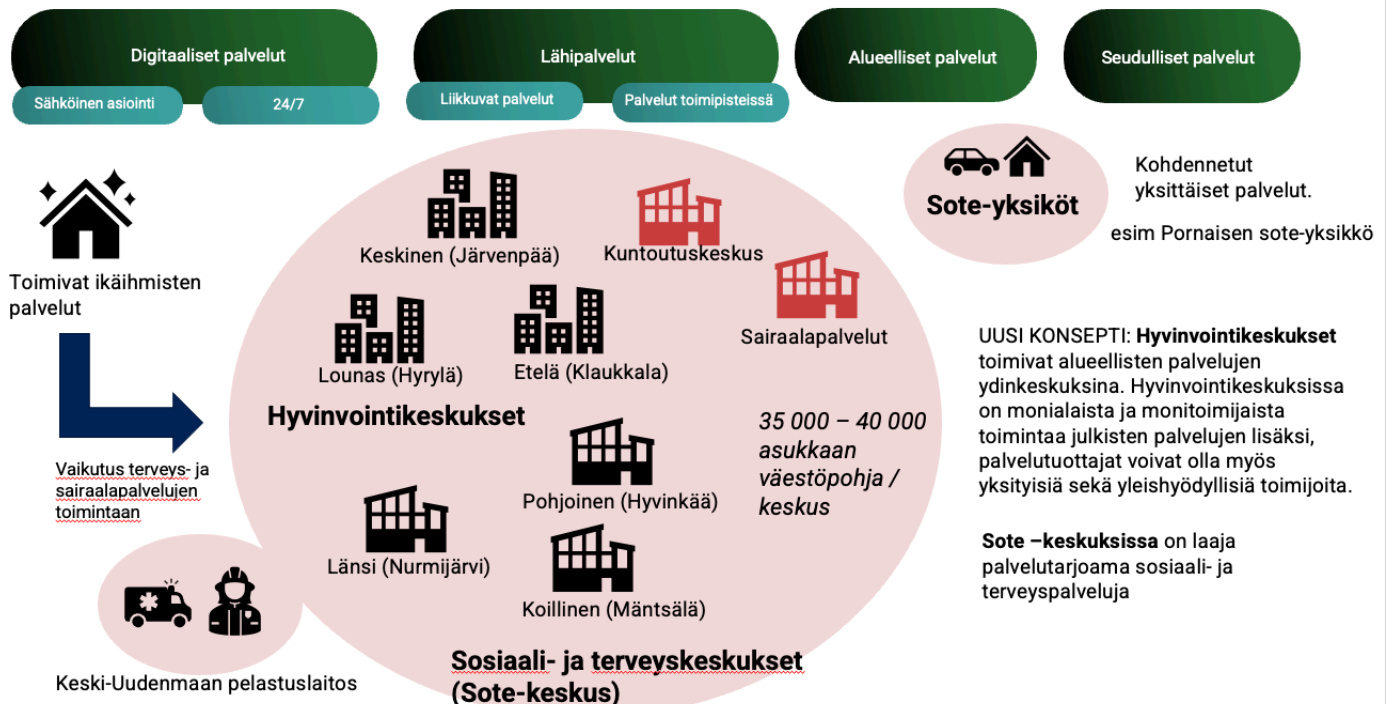 Digitaaliset palvelut
Sähköinen asiointi
24/7
Lähipalvelut
Liikkuvat palvelut
Palvelut toimipisteissä
Alueelliset palvelut
Seudulliset palvelut
Toimivat ikäihmisten
palvelut
Vaikutus terveys- ja
sairaalapalvelujen
toimintaan
Keskinen (Järvenpää)
Kuntoutuskeskus
Lounas (Hyrylä)
Etelä (Klaukkala)
Sairaalapalvelut
Hyvinvointikeskukset
35 000 – 40 000
asukkaan
väestöpohja /
keskus
Pohjoinen (Hyvinkää)
Länsi (Nurmijärvi)
Koillinen (Mäntsälä)
Sosiaali- ja terveyskeskukset
(Sote-keskus)
Keski-Uudenmaan pelastuslaitos
Sote-yksiköt
Kohdennetut
yksittäiset palvelut.
esim Pornaisen sote-yksikkö
UUSI KONSEPTI: Hyvinvointikeskukset
toimivat alueellisten palvelujen
ydinkeskuksina. Hyvinvointikeskuksissa
on monialaista ja monitoimijaista
toimintaa julkisten palvelujen lisäksi,
palvelutuottajat voivat olla myös
yksityisiä sekä yleishyödyllisiä toimijoita.
Sote –keskuksissa on laaja
palvelutarjoama sosiaali- ja
terveyspalveluja